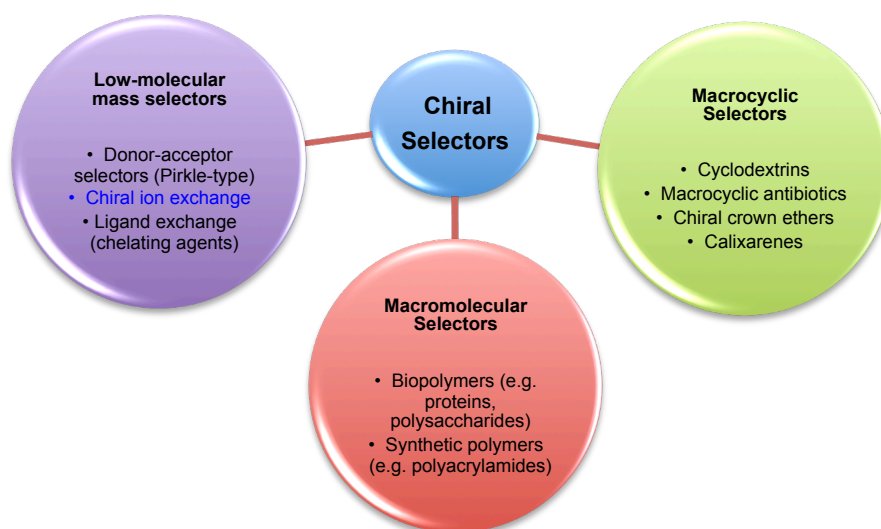 Chiral
Selectors
Low-molecular
mass selectors
• Donor-acceptor
selectors (Pirkle-type)
• Chiral ion exchange
• Ligand exchange
(chelating agents)
Macrocyclic
Selectors
• Cyclodextrins
• Macrocyclic antibiotics
• Chiral crown ethers
• Calixarenes
Macromolecular
Selectors
• Biopolymers (e.g.
proteins,
polysaccharides)
• Synthetic polymers
(e.g. polyacrylamides)